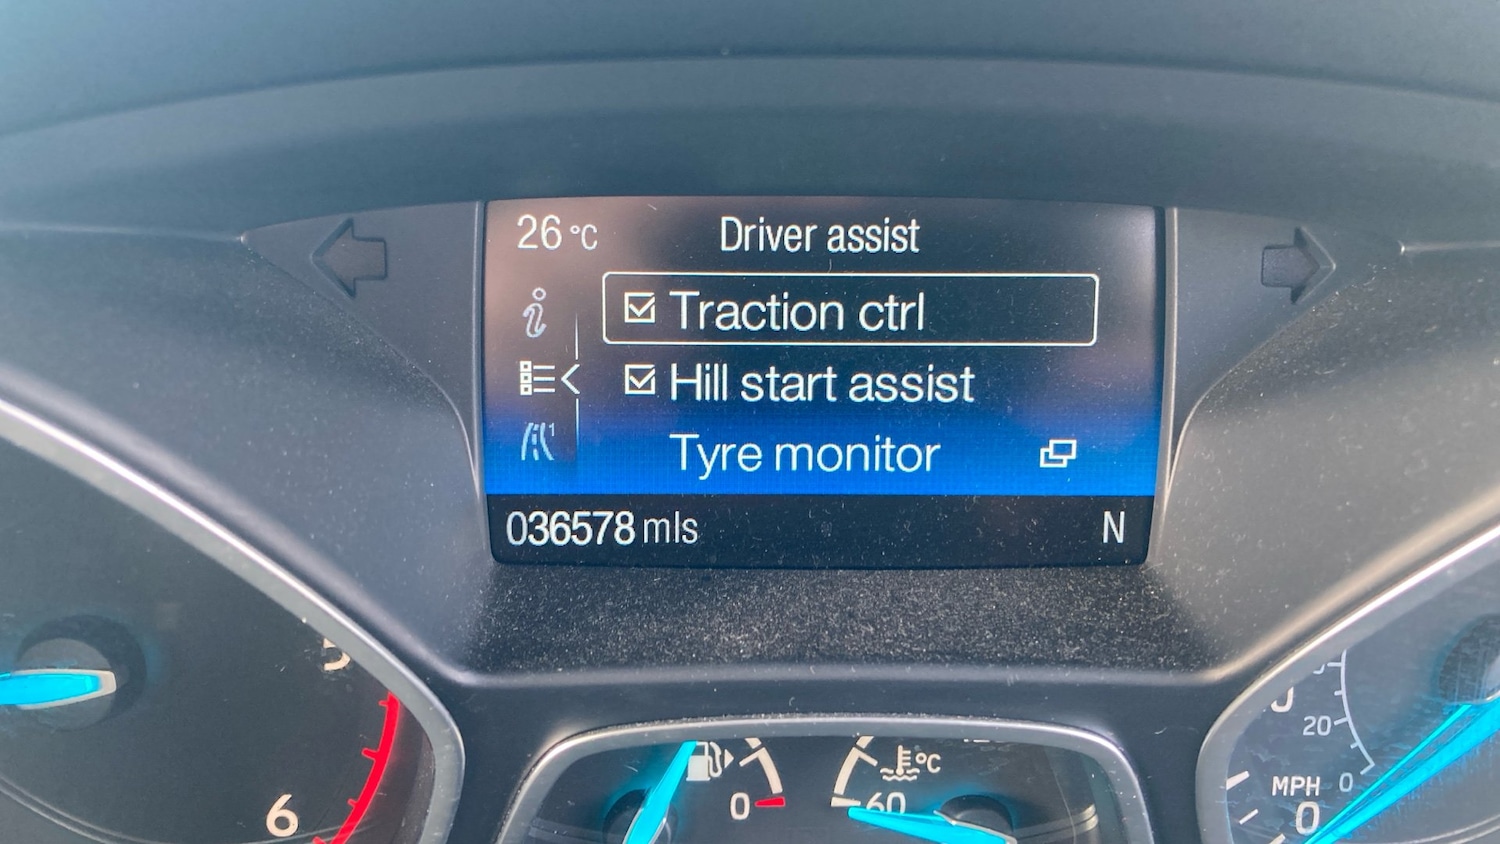 26 °C Driver assist
Traction ctrl
Hill start assist
1
Tyre monitor
036578 mls N
5
6
0
°C
60
20
MPH 0
0